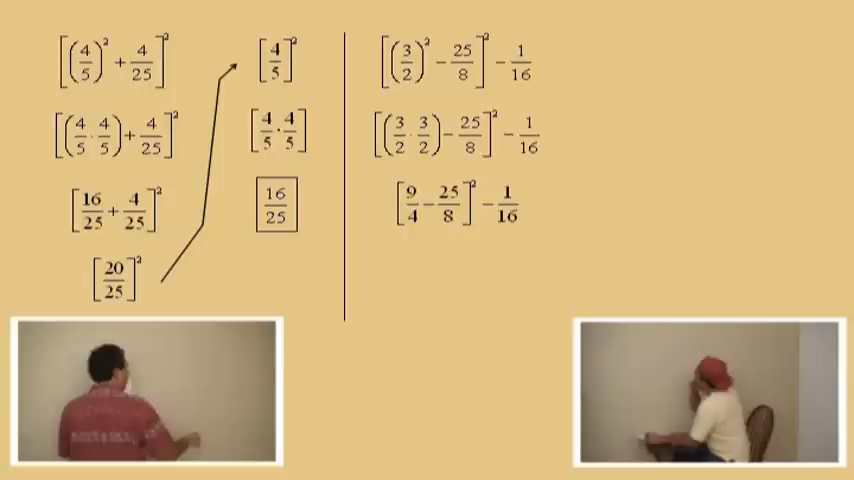 [(4/5)² + 4/25]²
[(4/5 · 4/5) + 4/25]²
[16/25 + 4/25]²
[20/25]²
[4/5]²
[4/5 · 4/5]
16/25
[(3/2)² − 25/8]² − 1/16
[(3/2 · 3/2) − 25/8]² − 1/16
[9/4 − 25/8]² − 1/16